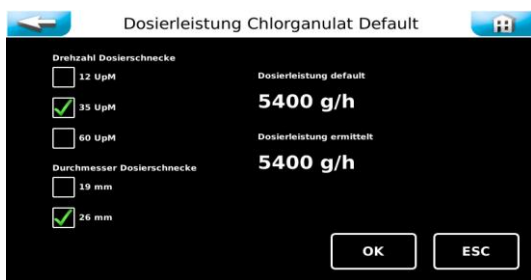 Dosierleistung Chlorganulat Default
Drehzahl Dosierschnecke
12 UpM
35 UpM
60 UpM
Durchmesser Dosierschnecke
19 mm
26 mm
Dosierleistung default
5400 g/h
Dosierleistung ermittelt
5400 g/h
OK
ESC